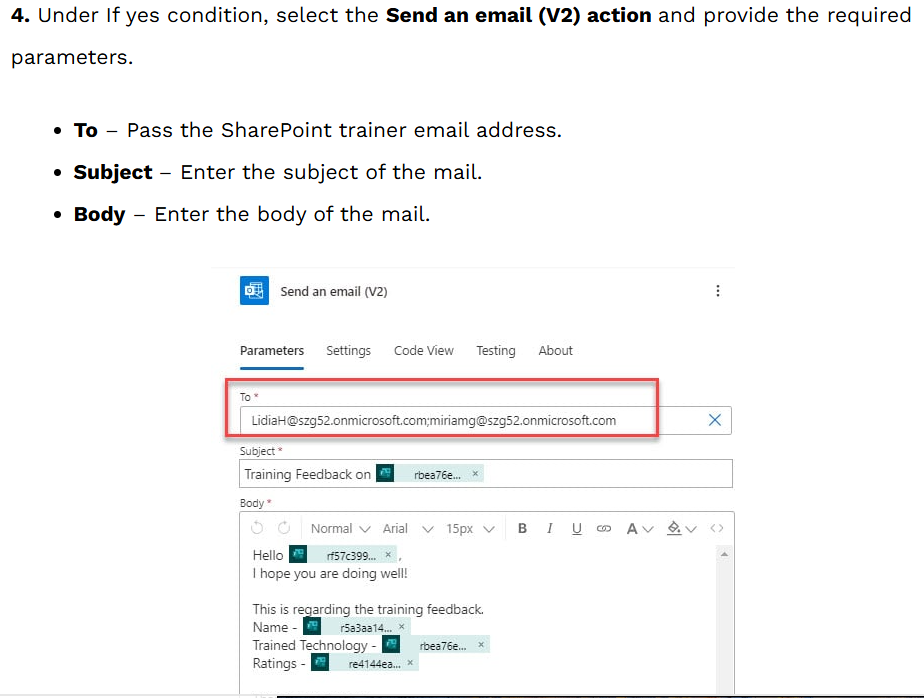 4. Under If yes condition, select the Send an email (V2) action and provide the required
parameters.
• To – Pass the SharePoint trainer email address.
• Subject – Enter the subject of the mail.
• Body – Enter the body of the mail.
Send an email (V2)
Parameters Settings Code View Testing About
To *
LidiaH@szg52.onmicrosoft.com;miriamg@szg52.onmicrosoft.com
Subject *
Training Feedback on rbea76e... ×
Body *
Normal Arial 15px B I U A
Hello rf57c399... × ,
I hope you are doing well!
This is regarding the training feedback.
Name - r5a3aa14... ×
Trained Technology - rbea76e... ×
Ratings - re4144ea... ×